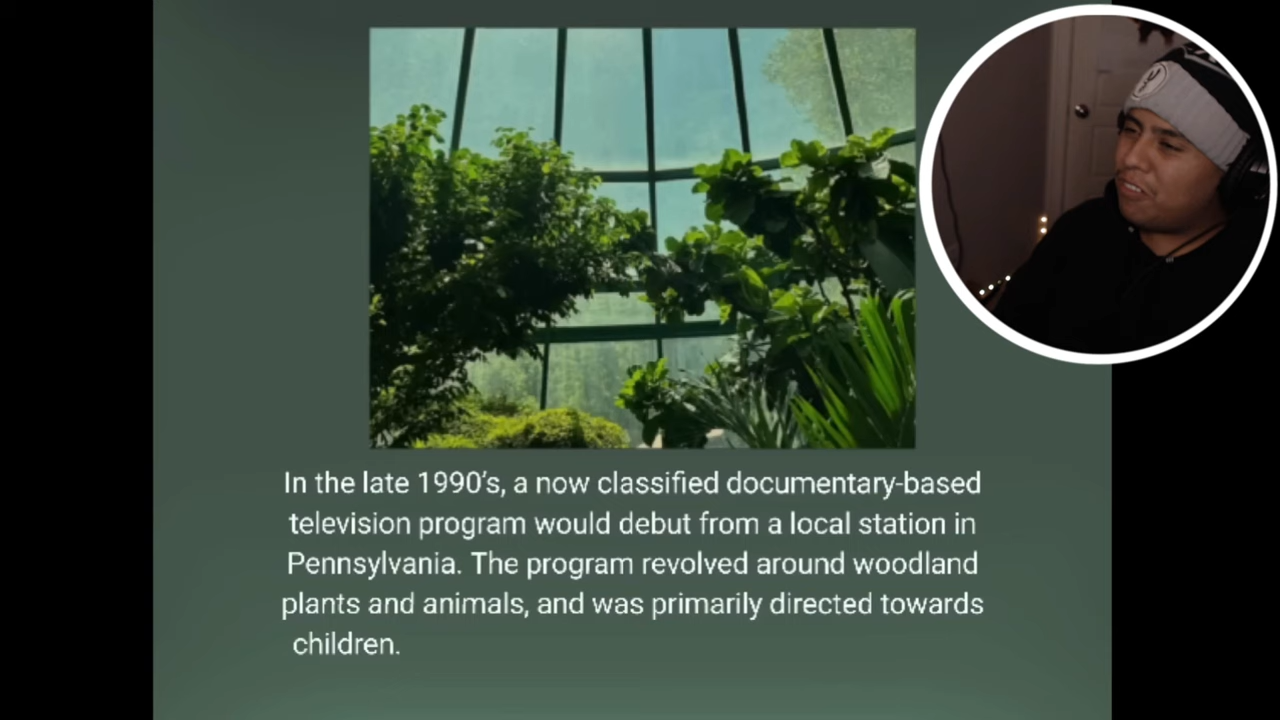 In the late 1990's, a now classified documentary-based
television program would debut from a local station in
Pennsylvania. The program revolved around woodland
plants and animals, and was primarily directed towards
children.